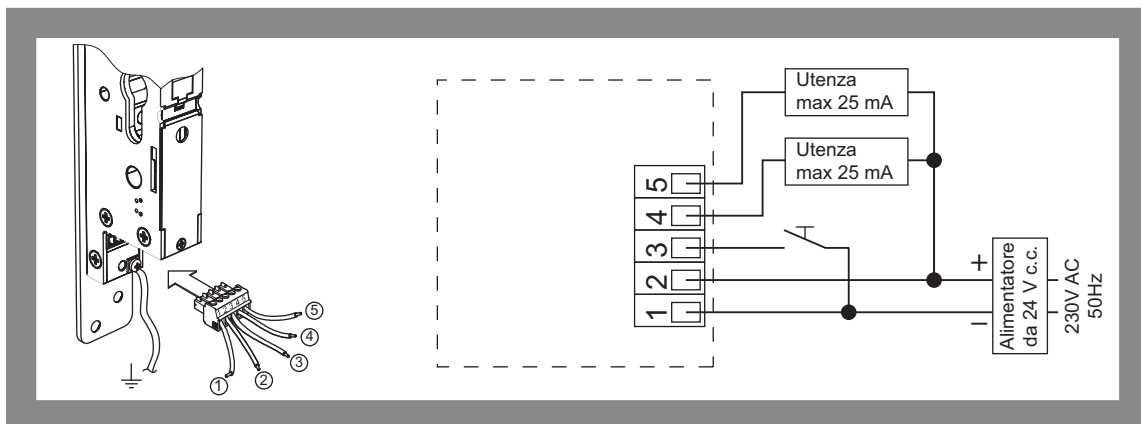 ①
②
③
④
⑤
Utenza
max 25 mA
Utenza
max 25 mA
5
4
3
2
1
+
–
Alimentatore
da 24 V c.c.
230V AC
50Hz